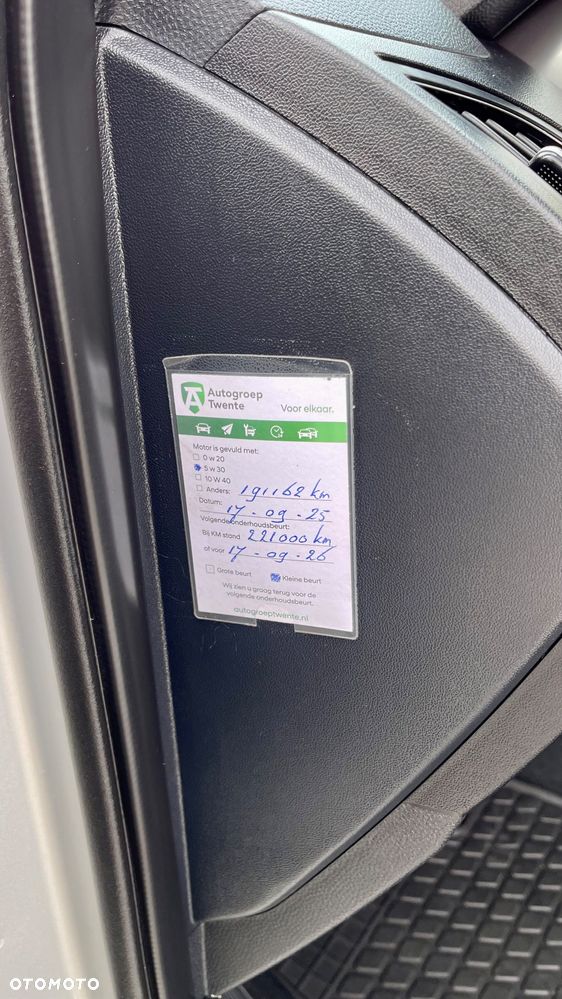 Autogroep
Twente
Voor elkaar.
Motor is gevuld met:
0 w 20
5 w 30
10 W 40
Anders: 191162 km
Datum: 17-09-25
Volgende onderhoudsbeurt:
Bij KM stand 221000 km
of voor 17-09-26
Grote beurt Kleine beurt
Wij zien u graag terug voor de
volgende onderhoudsbeurt.
autogroeptwente.nl
OTOMOTO